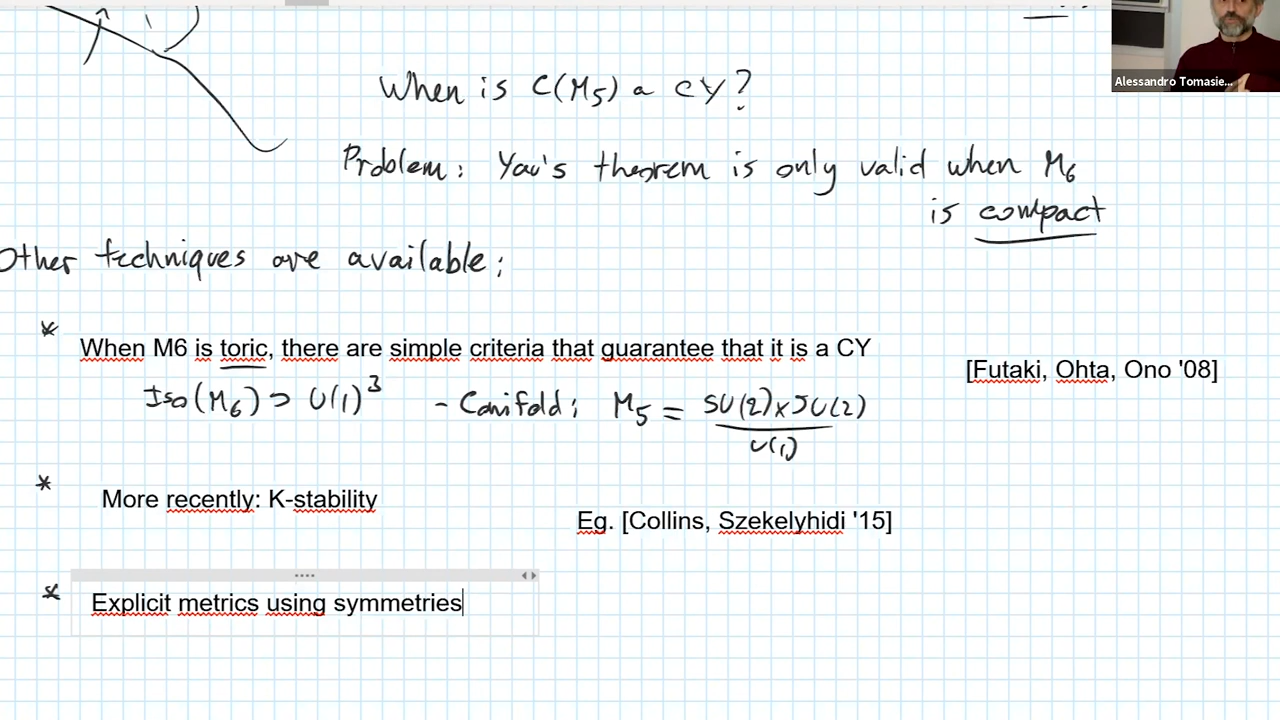 Alessandro Tomasie...
When is C(M5) a CY?
Problem: Yau's theorem is only valid when M6
is compact
Other techniques are available:
* When M6 is toric, there are simple criteria that guarantee that it is a CY
[Futaki, Ohta, Ono '08]
Iso(M6) ⊃ U(1)^3 - Conifold: M5 = SU(2)×SU(2)
U(1)
* More recently: K-stability
Eg. [Collins, Szekelyhidi '15]
* Explicit metrics using symmetries